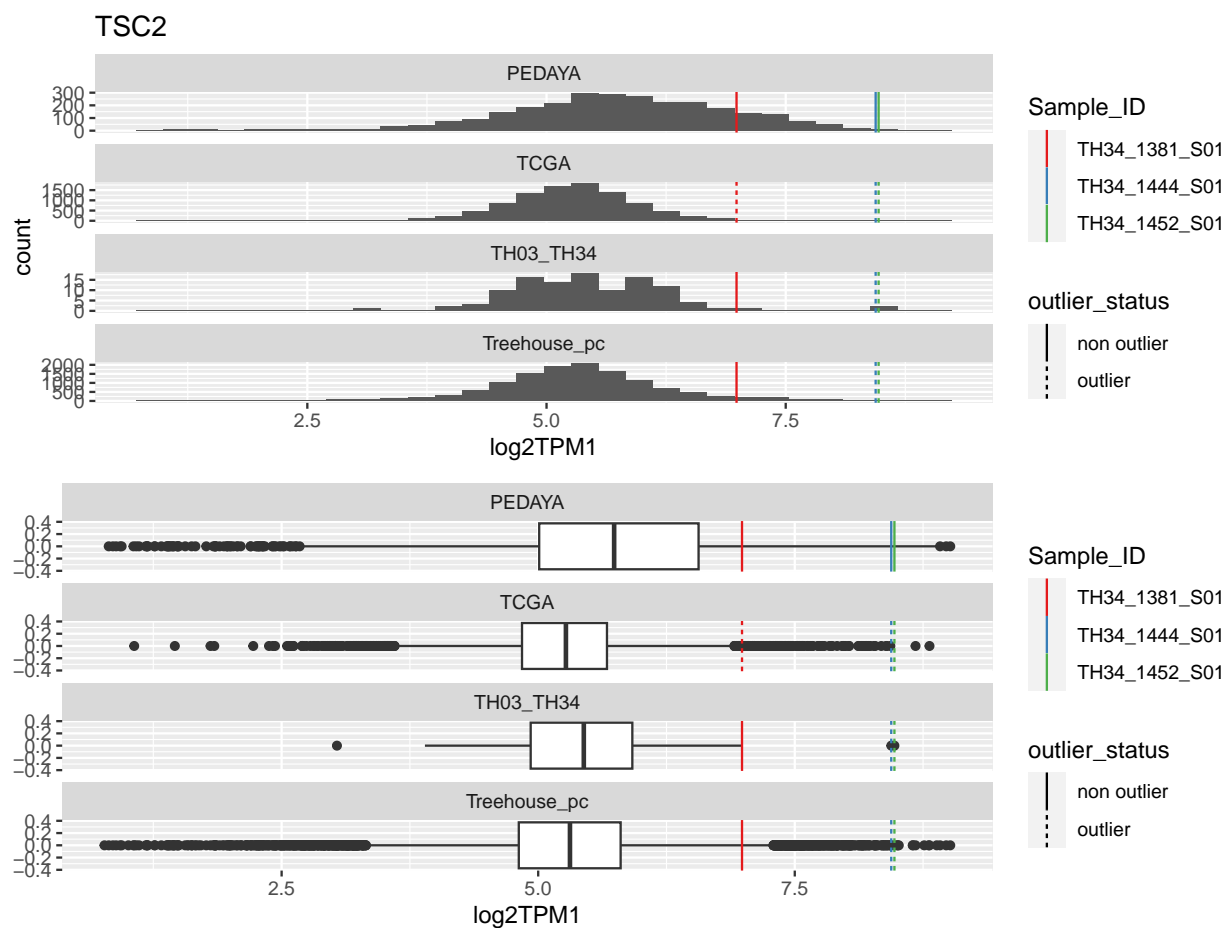 TSC2
PEDAYA
300
200
100
0
TCGA
1500
1000
500
0
TH03_TH34
15
10
5
0
Treehouse_pc
2000
1500
1000
500
0
count
2.5 5.0 7.5
log2TPM1
Sample_ID
TH34_1381_S01
TH34_1444_S01
TH34_1452_S01
outlier_status
non outlier
outlier
PEDAYA
0.4
0.2
0.0
−0.2
−0.4
TCGA
0.4
0.2
0.0
−0.2
−0.4
TH03_TH34
0.4
0.2
0.0
−0.2
−0.4
Treehouse_pc
0.4
0.2
0.0
−0.2
−0.4
2.5 5.0 7.5
log2TPM1
Sample_ID
TH34_1381_S01
TH34_1444_S01
TH34_1452_S01
outlier_status
non outlier
outlier